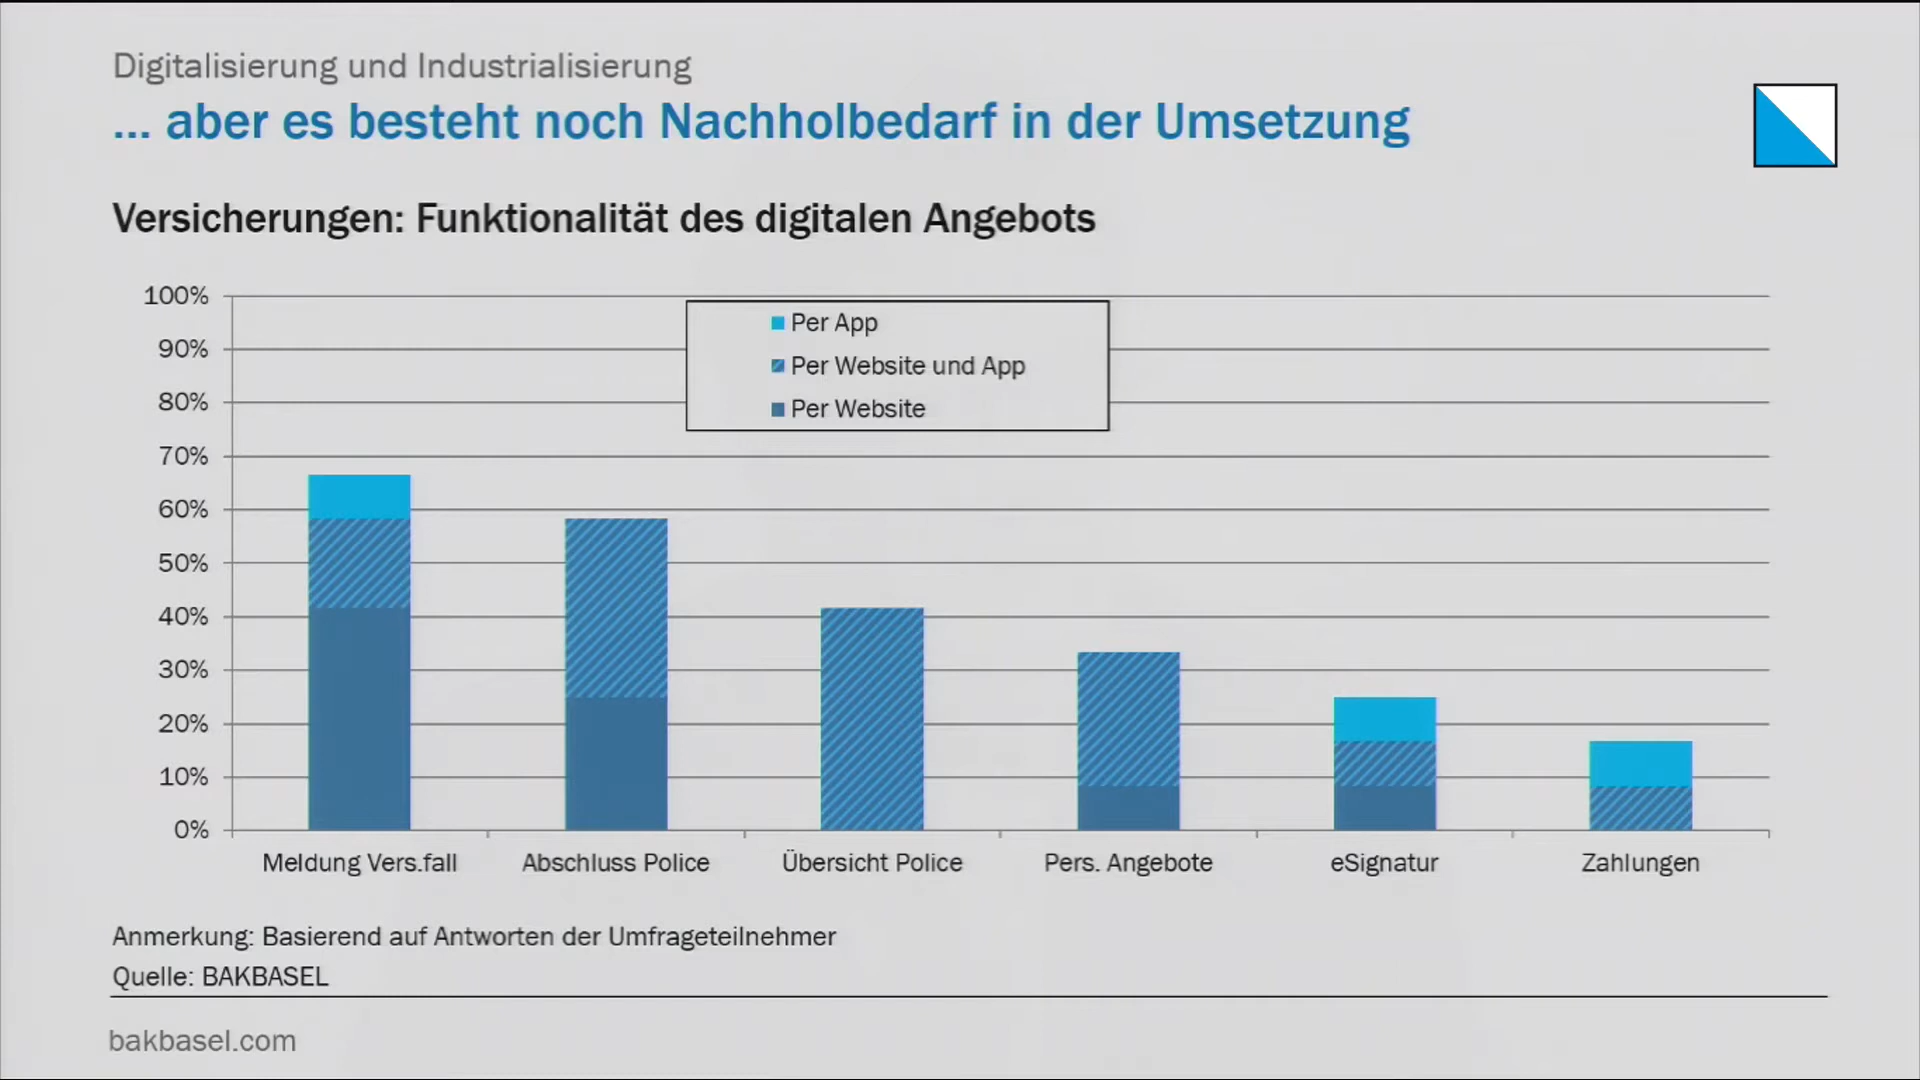 Digitalisierung und Industrialisierung
... aber es besteht noch Nachholbedarf in der Umsetzung
Versicherungen: Funktionalität des digitalen Angebots
100%
90%
80%
70%
60%
50%
40%
30%
20%
10%
0%
Per App
Per Website und App
Per Website
Meldung Vers.fall
Abschluss Police
Übersicht Police
Pers. Angebote
eSignatur
Zahlungen
Anmerkung: Basierend auf Antworten der Umfrageteilnehmer
Quelle: BAKBASEL
bakbasel.com